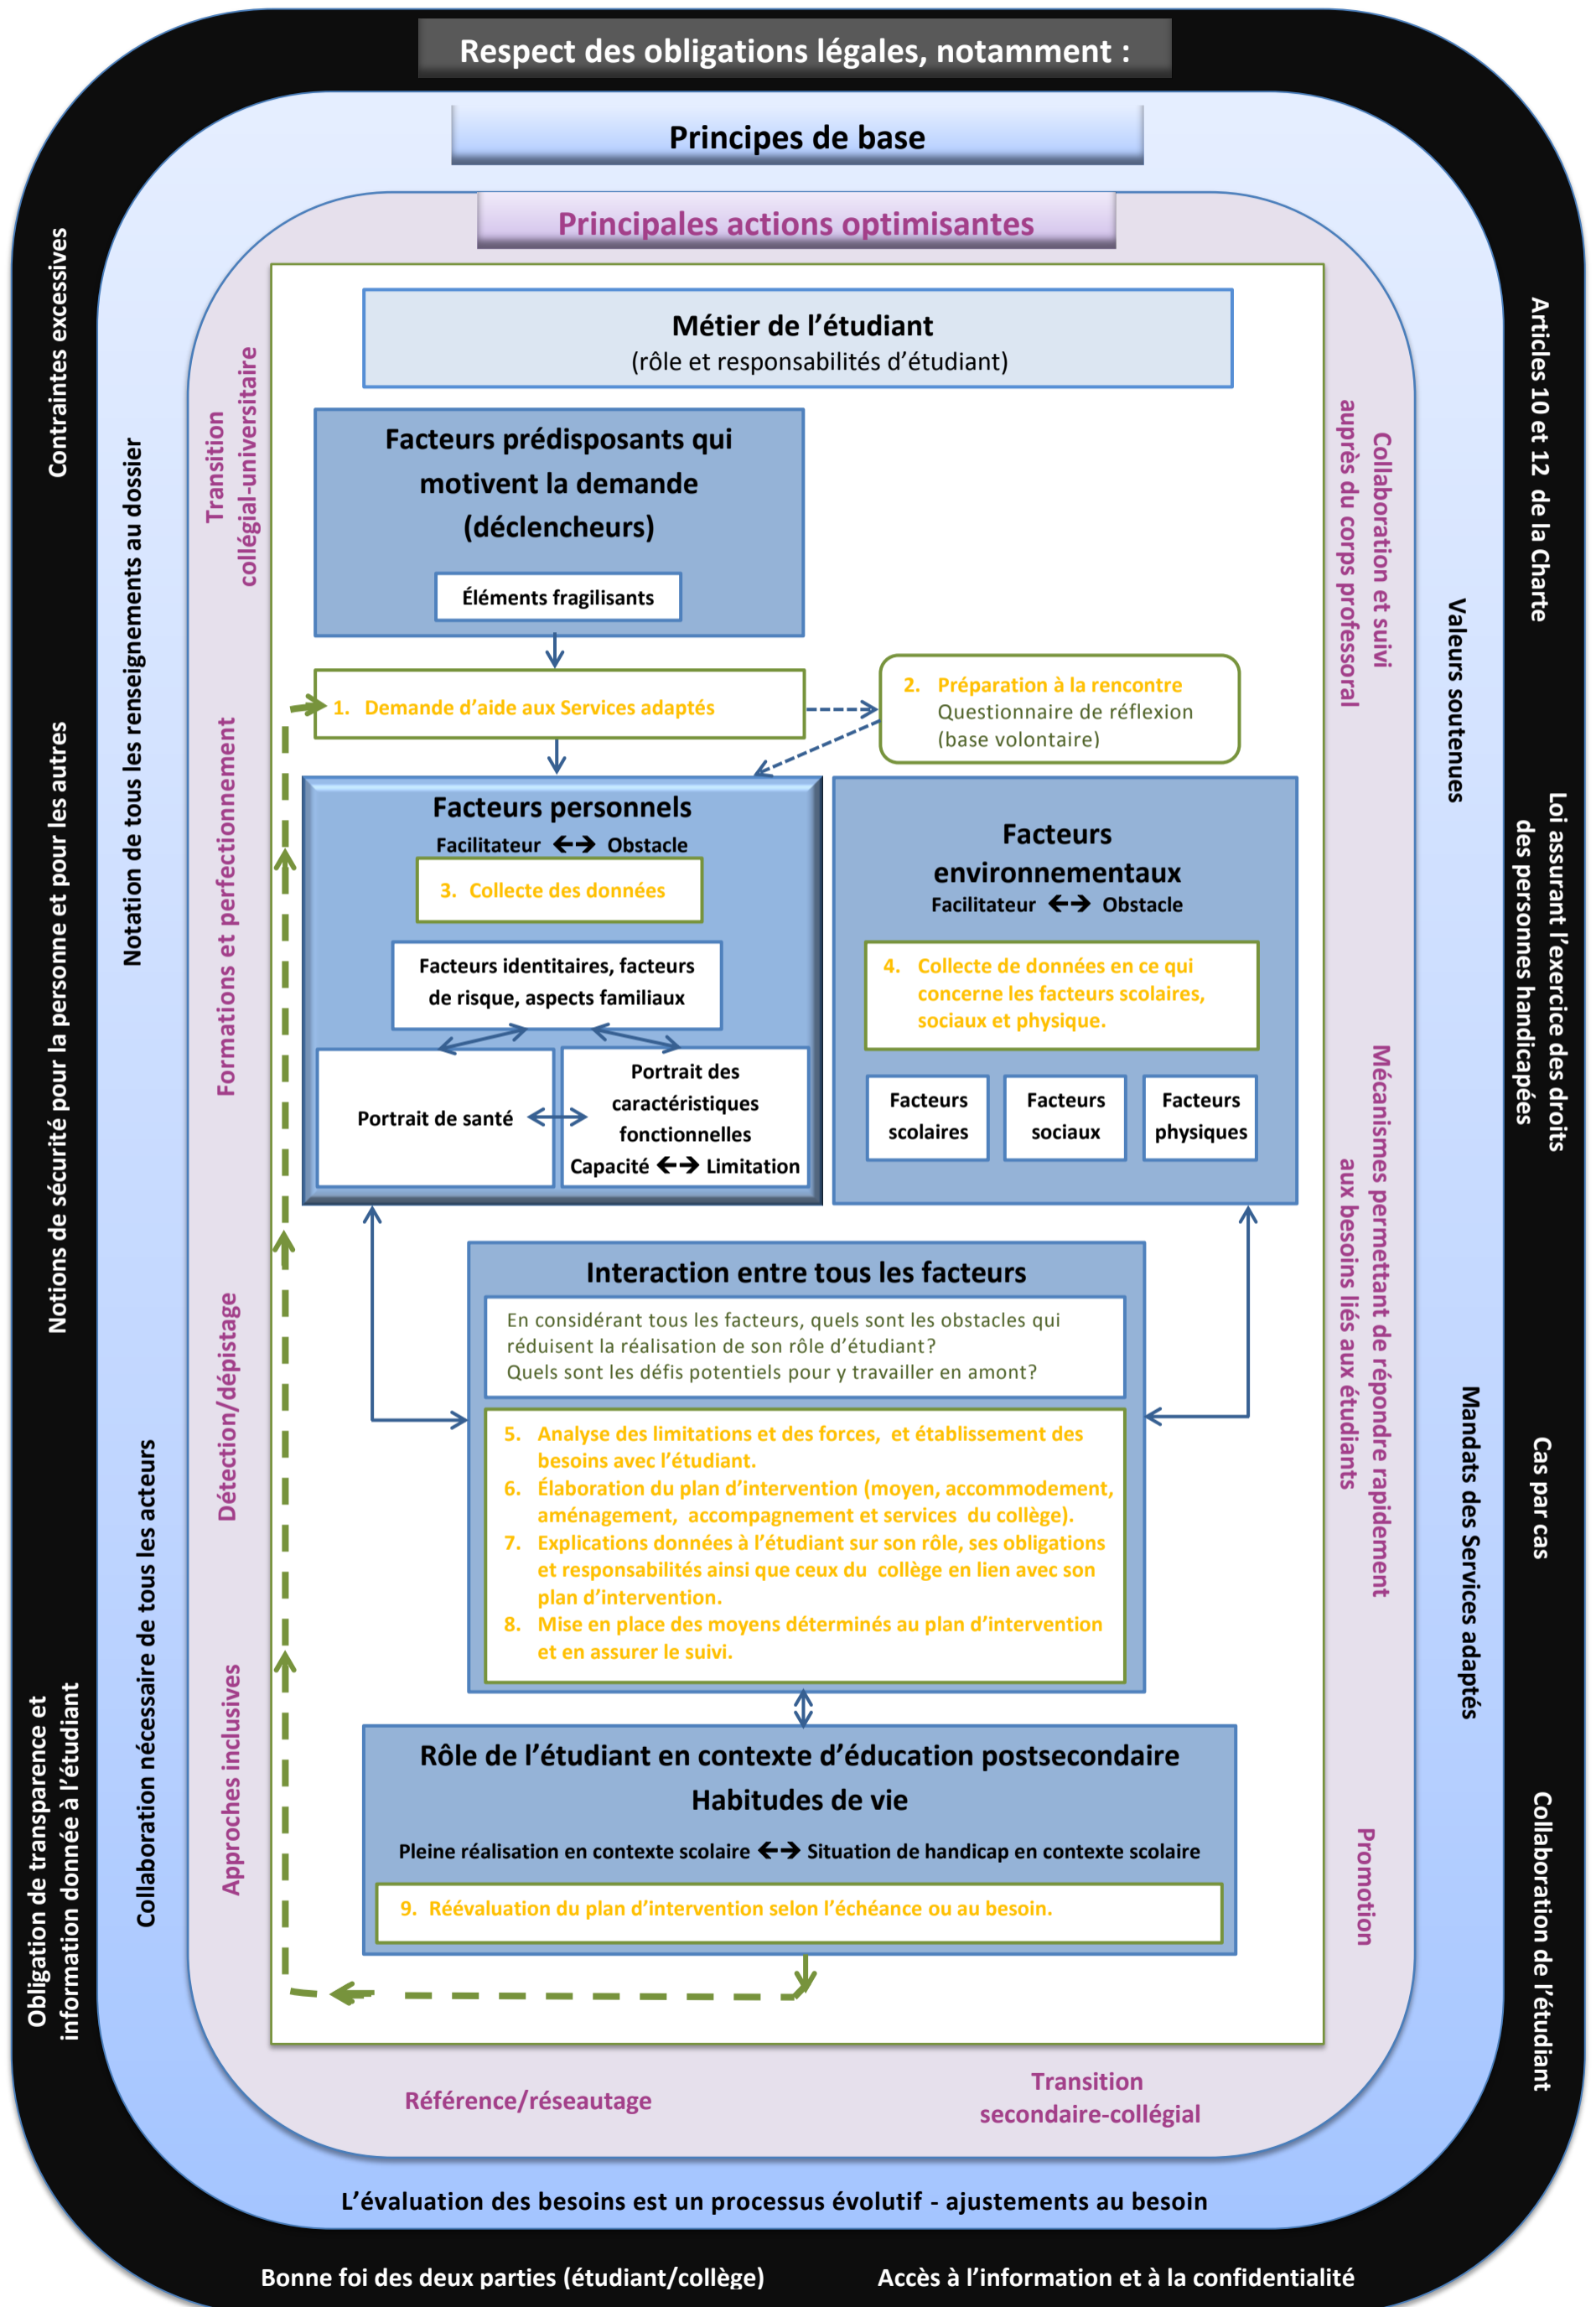 Respect des obligations légales, notamment :
Principes de base
Principales actions optimisantes
Métier de l'étudiant
(rôle et responsabilités d'étudiant)
Facteurs prédisposants qui
motivent la demande
(déclencheurs)
Éléments fragilisants
1. Demande d'aide aux Services adaptés
2. Préparation à la rencontre
Questionnaire de réflexion
(base volontaire)
Facteurs personnels
Facilitateur ←→ Obstacle
3. Collecte des données
Facteurs identitaires, facteurs
de risque, aspects familiaux
Portrait de santé
Portrait des
caractéristiques
fonctionnelles
Capacité ←→ Limitation
Facteurs
environnementaux
Facilitateur ←→ Obstacle
4. Collecte de données en ce qui
concerne les facteurs scolaires,
sociaux et physique.
Facteurs
scolaires
Facteurs
sociaux
Facteurs
physiques
Interaction entre tous les facteurs
En considérant tous les facteurs, quels sont les obstacles qui
réduisent la réalisation de son rôle d'étudiant?
Quels sont les défis potentiels pour y travailler en amont?
5. Analyse des limitations et des forces, et établissement des
besoins avec l'étudiant.
6. Élaboration du plan d'intervention (moyen, accommodement,
aménagement, accompagnement et services du collège).
7. Explications données à l'étudiant sur son rôle, ses obligations
et responsabilités ainsi que ceux du collège en lien avec son
plan d'intervention.
8. Mise en place des moyens déterminés au plan d'intervention
et en assurer le suivi.
Rôle de l'étudiant en contexte d'éducation postsecondaire
Habitudes de vie
Pleine réalisation en contexte scolaire ←→ Situation de handicap en contexte scolaire
9. Réévaluation du plan d'intervention selon l'échéance ou au besoin.
Transition
collégial-universitaire
Formations et perfectionnement
Détection/dépistage
Approches inclusives
Référence/réseautage
Transition
secondaire-collégial
Promotion
Mécanismes permettant de répondre rapidement
aux besoins liés aux étudiants
Collaboration et suivi
auprès du corps professoral
Notation de tous les renseignements au dossier
Collaboration nécessaire de tous les acteurs
L'évaluation des besoins est un processus évolutif - ajustements au besoin
Mandats des Services adaptés
Valeurs soutenues
Contraintes excessives
Notions de sécurité pour la personne et pour les autres
Obligation de transparence et
information donnée à l'étudiant
Bonne foi des deux parties (étudiant/collège)
Accès à l'information et à la confidentialité
Collaboration de l'étudiant
Cas par cas
Loi assurant l'exercice des droits
des personnes handicapées
Articles 10 et 12 de la Charte